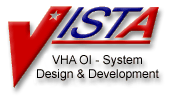 VISTA
VHA OI - System
Design & Development